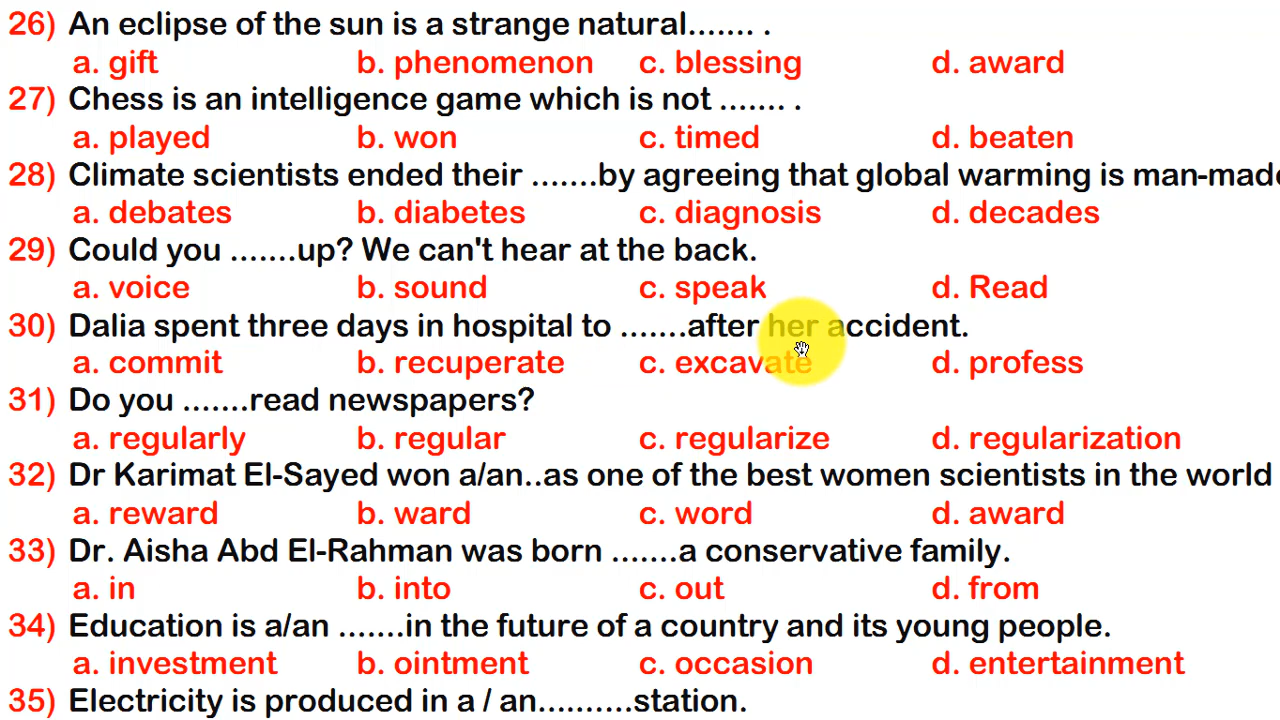 26) An eclipse of the sun is a strange natural....... .
a. gift b. phenomenon c. blessing d. award
27) Chess is an intelligence game which is not ....... .
a. played b. won c. timed d. beaten
28) Climate scientists ended their .......by agreeing that global warming is man-made
a. debates b. diabetes c. diagnosis d. decades
29) Could you .......up? We can't hear at the back.
a. voice b. sound c. speak d. Read
30) Dalia spent three days in hospital to .......after her accident.
a. commit b. recuperate c. excavate d. profess
31) Do you .......read newspapers?
a. regularly b. regular c. regularize d. regularization
32) Dr Karimat El-Sayed won a/an..as one of the best women scientists in the world
a. reward b. ward c. word d. award
33) Dr. Aisha Abd El-Rahman was born .......a conservative family.
a. in b. into c. out d. from
34) Education is a/an .......in the future of a country and its young people.
a. investment b. ointment c. occasion d. entertainment
35) Electricity is produced in a / an..........station.